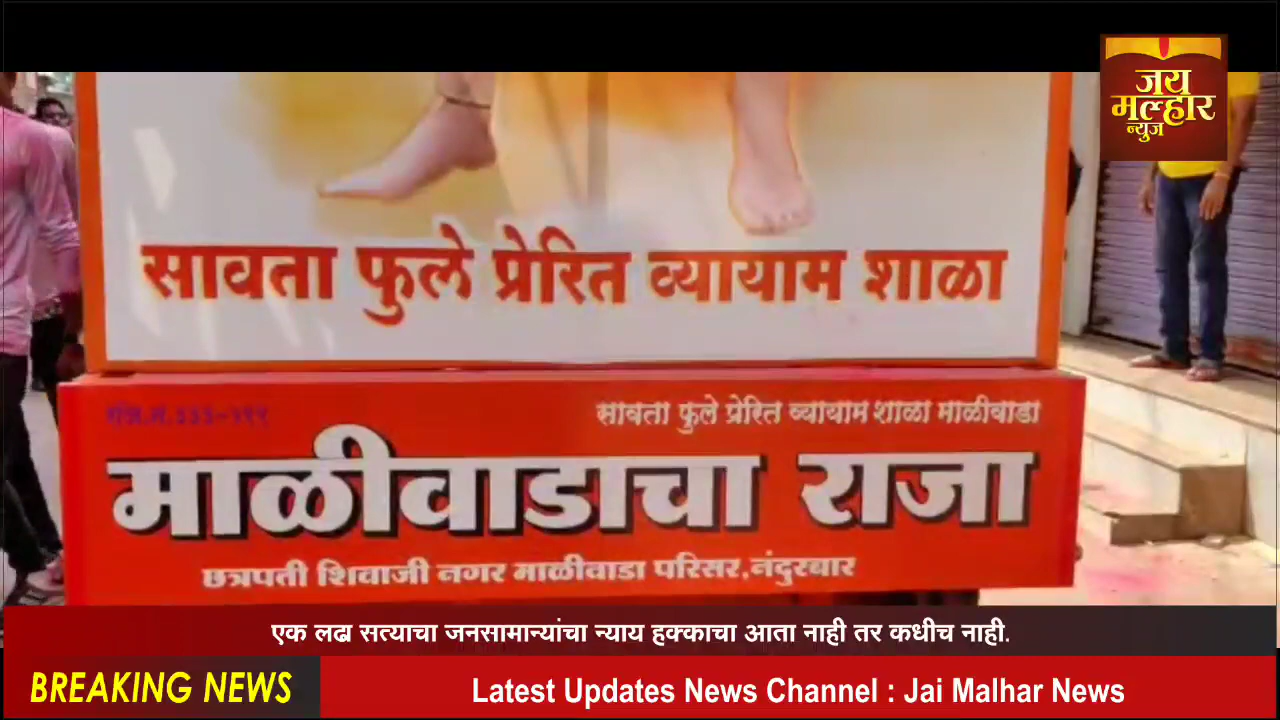 जय
मल्हार
न्युज
सावता फुले प्रेरित व्यायाम शाळा
सावता फुले प्रेरित व्यायाम शाळा माळीवाडा
माळीवाडाचा राजा
छत्रपती शिवाजी नगर माळीवाडा परिसर,नंदुरबार
एक लढा सत्याचा जनसामान्यांचा न्याय हक्काचा आता नाही तर कधीच नाही.
BREAKING NEWS
Latest Updates News Channel : Jai Malhar News